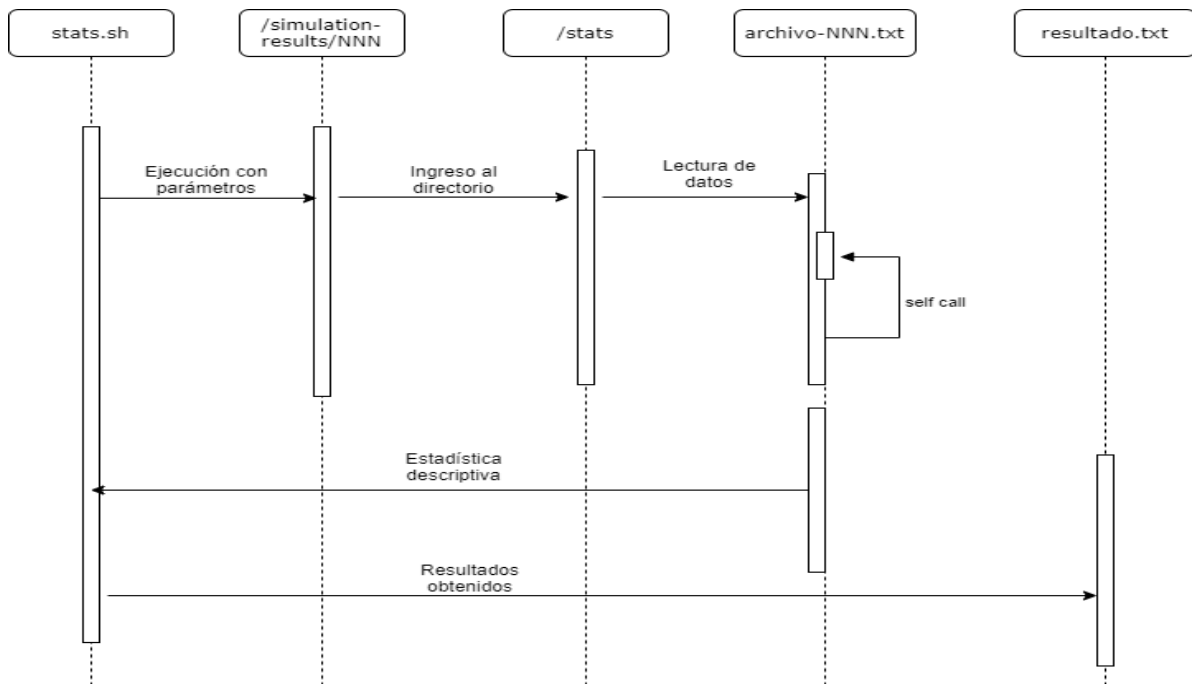 stats.sh
/simulation-
results/NNN
/stats
archivo-NNN.txt
resultado.txt
Ejecución con
parámetros
Ingreso al
directorio
Lectura de
datos
self call
Estadística
descriptiva
Resultados
obtenidos